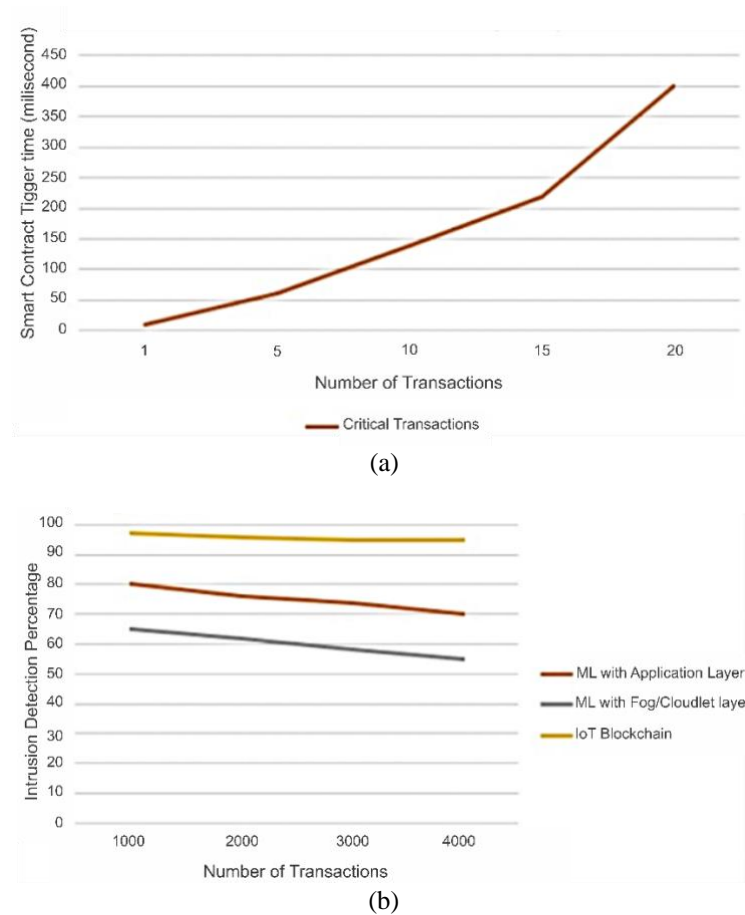 Smart Contract Tigger time (milisecond)
450
400
350
300
250
200
150
100
50
0
1 5 10 15 20
Number of Transactions
Critical Transactions
(a)
Intrusion Detection Percentage
100
90
80
70
60
50
40
30
20
10
0
1000 2000 3000 4000
Number of Transactions
ML with Application Layer
ML with Fog/Cloudlet laye
IoT Blockchain
(b)